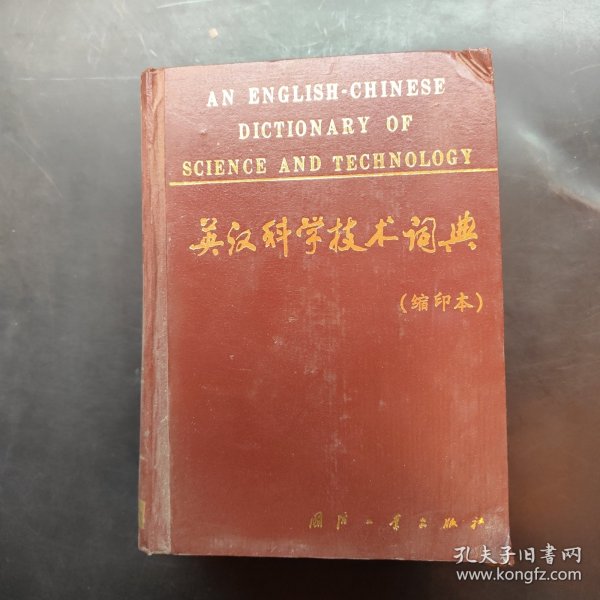 AN ENGLISH-CHINESE
DICTIONARY OF
SCIENCE AND TECHNOLOGY
英汉科学技术词典
(缩印本)
国防工业出版社
孔夫子旧書网
www.kongfz.com